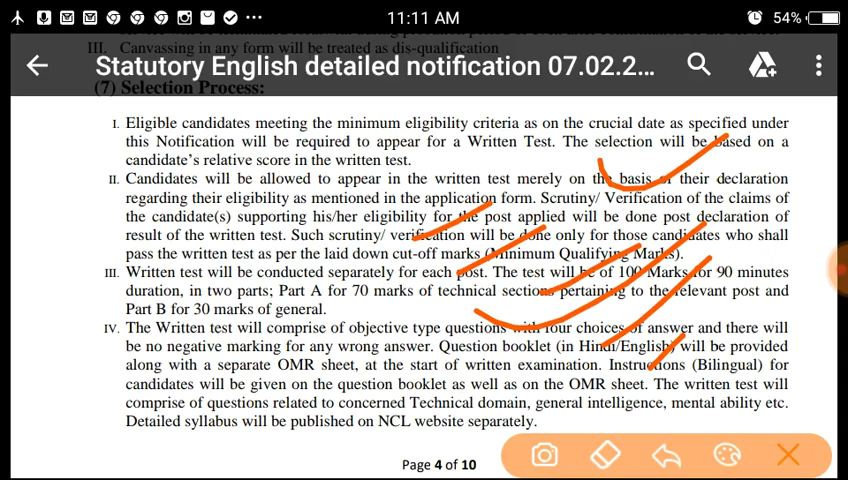 11:11 AM
54%
III. Canvassing in any form will be treated as dis-qualification
Statutory English detailed notification 07.02.2...
(7) Selection Process:
I. Eligible candidates meeting the minimum eligibility criteria as on the crucial date as specified under
this Notification will be required to appear for a Written Test. The selection will be based on a
candidate's relative score in the written test.
II. Candidates will be allowed to appear in the written test merely on the basis of their declaration
regarding their eligibility as mentioned in the application form. Scrutiny/ Verification of the claims of
the candidate(s) supporting his/her eligibility for the post applied will be done post declaration of
result of the written test. Such scrutiny/ verification will be done only for those candidates who shall
pass the written test as per the laid down cut-off marks (Minimum Qualifying Marks).
III. Written test will be conducted separately for each post. The test will be of 100 Marks for 90 minutes
duration, in two parts; Part A for 70 marks of technical section pertaining to the relevant post and
Part B for 30 marks of general.
IV. The Written test will comprise of objective type questions with four choices of answer and there will
be no negative marking for any wrong answer. Question booklet (in Hindi/English) will be provided
along with a separate OMR sheet, at the start of written examination. Instructions (Bilingual) for
candidates will be given on the question booklet as well as on the OMR sheet. The written test will
comprise of questions related to concerned Technical domain, general intelligence, mental ability etc.
Detailed syllabus will be published on NCL website separately.
Page 4 of 10